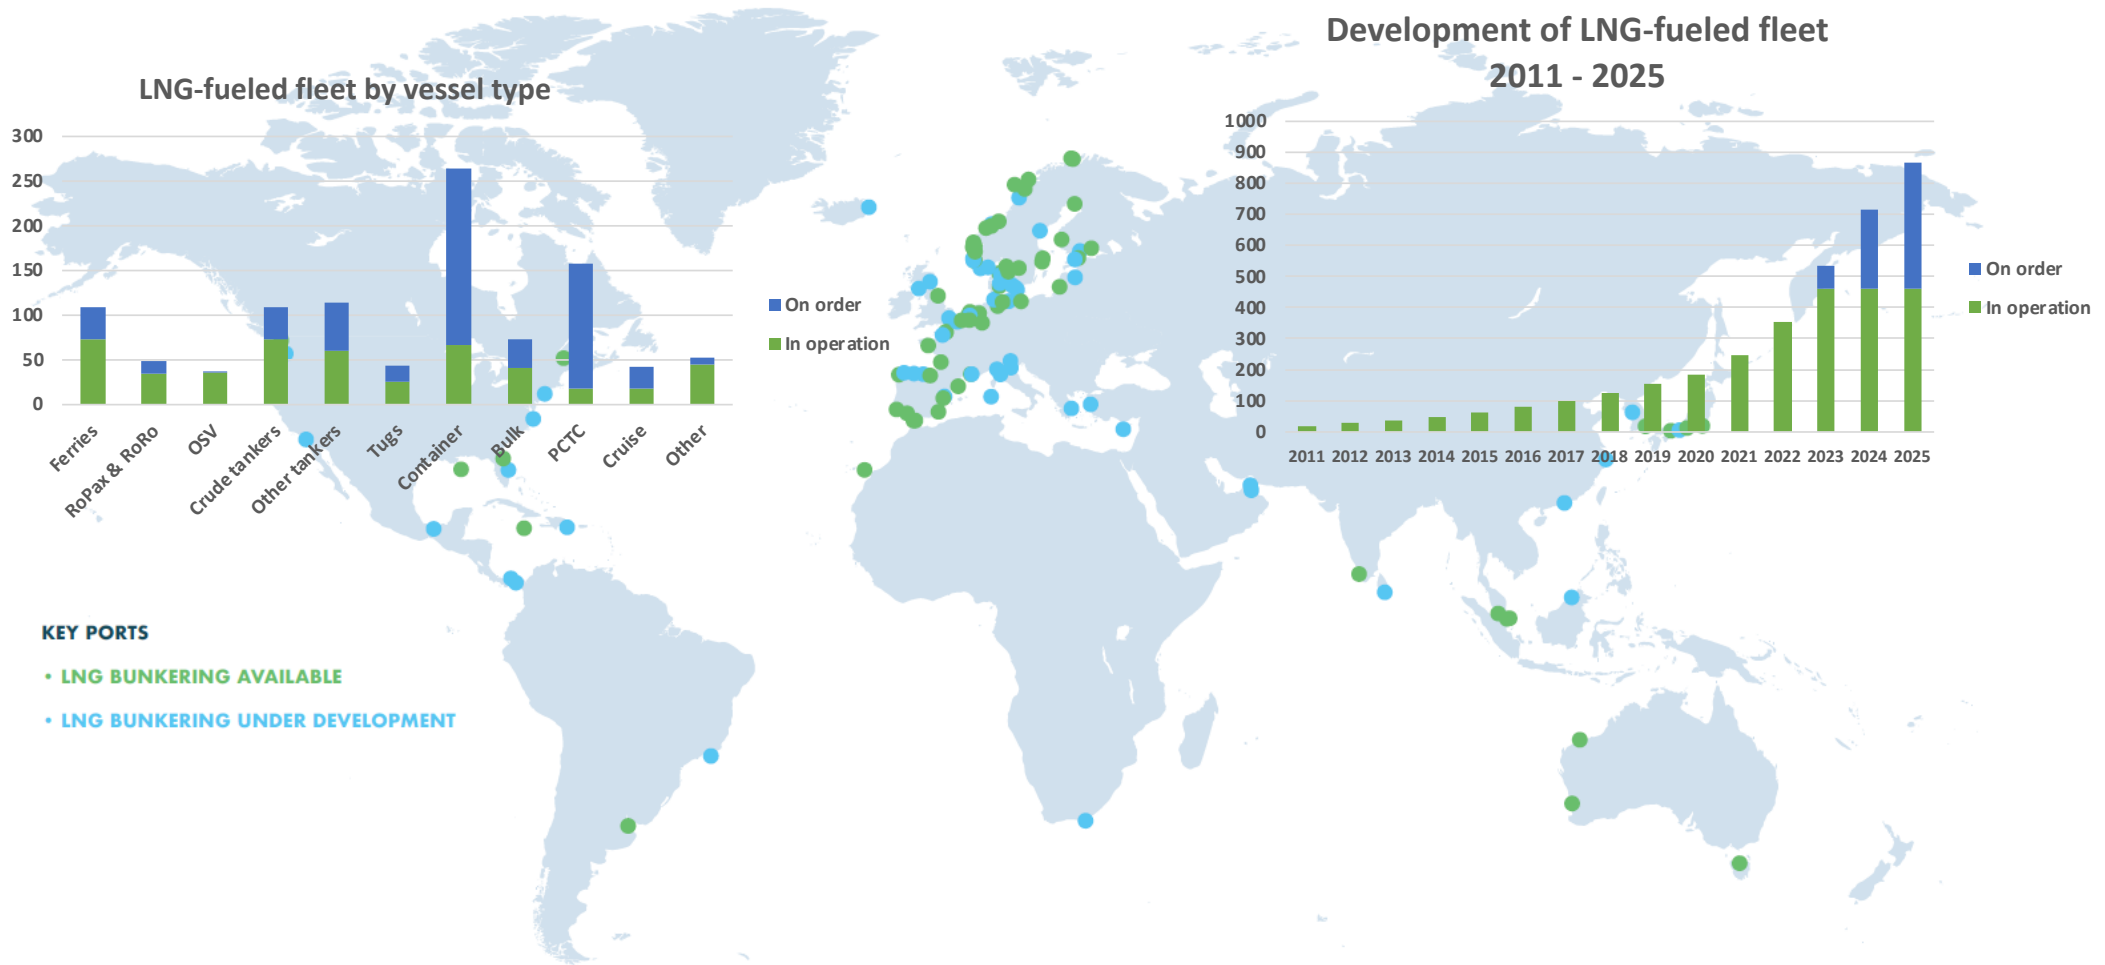 Development of LNG-fueled fleet
2011 - 2025
LNG-fueled fleet by vessel type
300
250
200
150
100
50
0
Ferries
RoPax & RoRo
OSV
Crude tankers
Other tankers
Tugs
Container
Bulk
PCTC
Cruise
Other
On order
In operation
1000
900
800
700
600
500
400
300
200
100
0
2011 2012 2013 2014 2015 2016 2017 2018 2019 2020 2021 2022 2023 2024 2025
On order
In operation
KEY PORTS
• LNG BUNKERING AVAILABLE
• LNG BUNKERING UNDER DEVELOPMENT